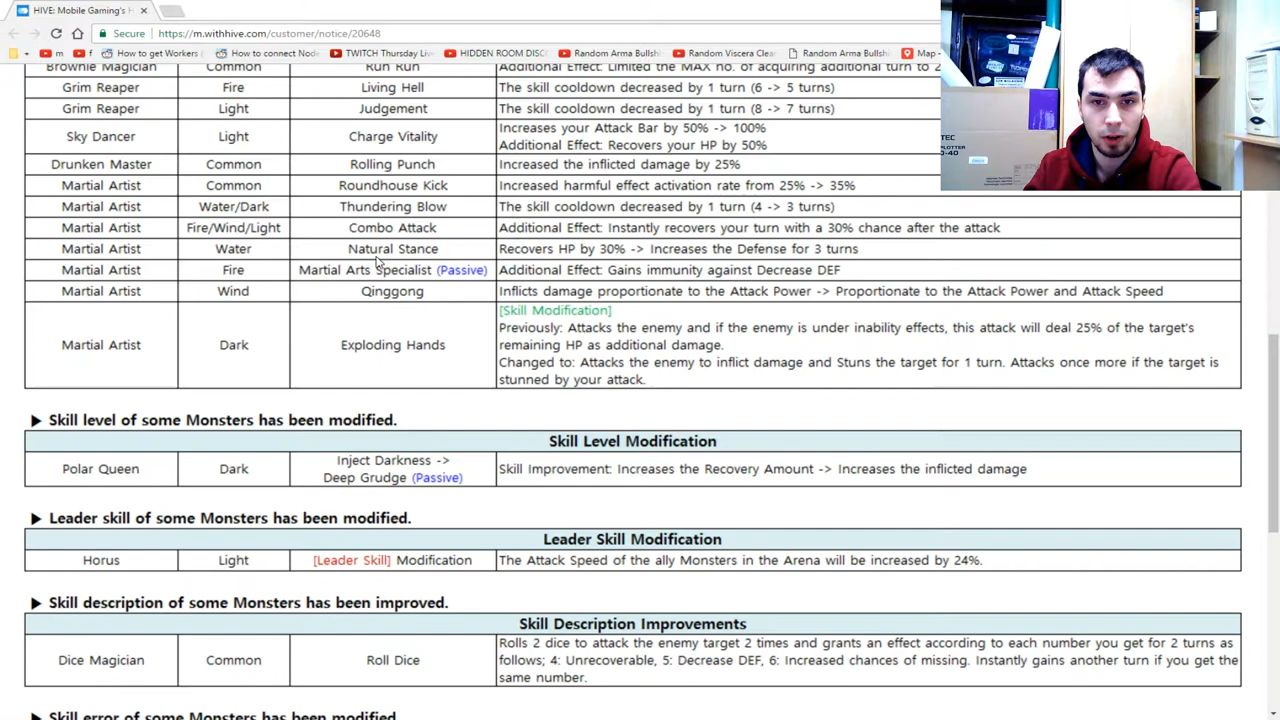 HIVE: Mobile Gaming's H
Secure
https://m.withhive.com/customer/notice/20648
m
f
How to get Workers
How to connect Nod
TWITCH Thursday Liv
HIDDEN ROOM DISC
Random Arma Bullshi
Random Viscera Clea
Random Arma Bullshi
Map -
Brownie Magician Common Run Run Additional Effect: Limited the MAX no. of acquiring additional turn to 2
Grim Reaper Fire Living Hell The skill cooldown decreased by 1 turn (6 -> 5 turns)
Grim Reaper Light Judgement The skill cooldown decreased by 1 turn (8 -> 7 turns)
Sky Dancer Light Charge Vitality Increases your Attack Bar by 50% -> 100%
Additional Effect: Recovers your HP by 50%
Drunken Master Common Rolling Punch Increased the inflicted damage by 25%
Martial Artist Common Roundhouse Kick Increased harmful effect activation rate from 25% -> 35%
Martial Artist Water/Dark Thundering Blow The skill cooldown decreased by 1 turn (4 -> 3 turns)
Martial Artist Fire/Wind/Light Combo Attack Additional Effect: Instantly recovers your turn with a 30% chance after the attack
Martial Artist Water Natural Stance Recovers HP by 30% -> Increases the Defense for 3 turns
Martial Artist Fire Martial Arts Specialist (Passive) Additional Effect: Gains immunity against Decrease DEF
Martial Artist Wind Qinggong Inflicts damage proportionate to the Attack Power -> Proportionate to the Attack Power and Attack Speed
Martial Artist Dark Exploding Hands [Skill Modification]
Previously: Attacks the enemy and if the enemy is under inability effects, this attack will deal 25% of the target's
remaining HP as additional damage.
Changed to: Attacks the enemy to inflict damage and Stuns the target for 1 turn. Attacks once more if the target is
stunned by your attack.
▶ Skill level of some Monsters has been modified.
Skill Level Modification
Polar Queen Dark Inject Darkness ->
Deep Grudge (Passive) Skill Improvement: Increases the Recovery Amount -> Increases the inflicted damage
▶ Leader skill of some Monsters has been modified.
Leader Skill Modification
Horus Light [Leader Skill] Modification The Attack Speed of the ally Monsters in the Arena will be increased by 24%.
▶ Skill description of some Monsters has been improved.
Skill Description Improvements
Dice Magician Common Roll Dice Rolls 2 dice to attack the enemy target 2 times and grants an effect according to each number you get for 2 turns as
follows; 4: Unrecoverable, 5: Decrease DEF, 6: Increased chances of missing. Instantly gains another turn if you get the
same number.
▶ Skill error of some Monsters has been modified.